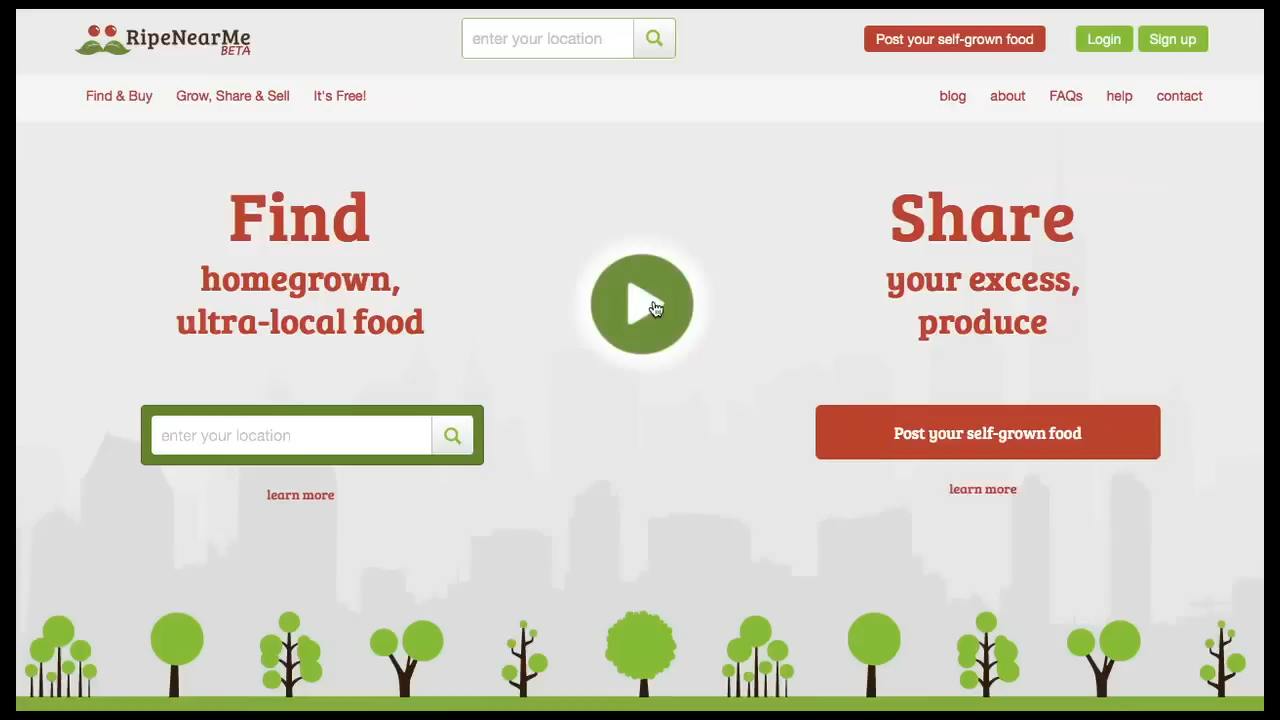 RipeNearMe
BETA
enter your location
Post your self-grown food
Login
Sign up
Find & Buy
Grow, Share & Sell
It's Free!
blog
about
FAQs
help
contact
Find
homegrown,
ultra-local food
enter your location
learn more
Share
your excess,
produce
Post your self-grown food
learn more